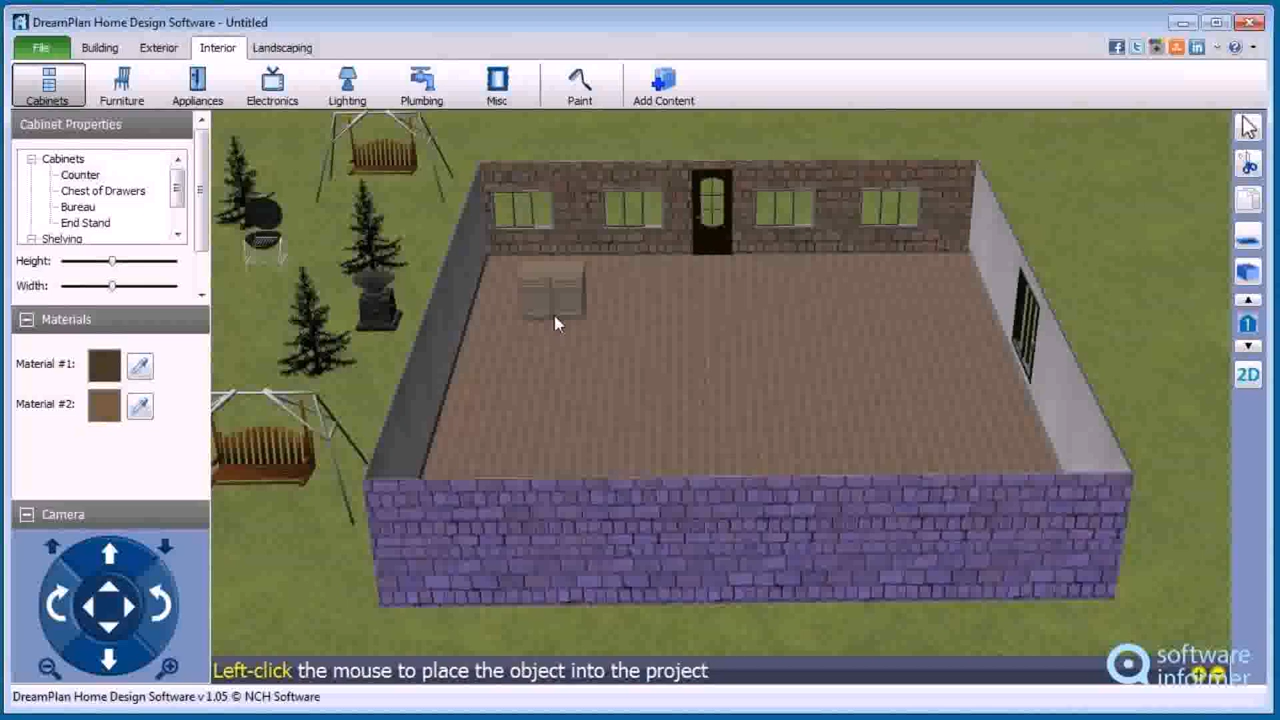 DreamPlan Home Design Software - Untitled
File Building Exterior Interior Landscaping
Cabinets Furniture Appliances Electronics Lighting Plumbing Misc Paint Add Content
Cabinet Properties
Cabinets
Counter
Chest of Drawers
Bureau
End Stand
Shelving
Height:
Width:
Materials
Material #1:
Material #2:
Camera
2D
Left-click the mouse to place the object into the project
software
informer
DreamPlan Home Design Software v 1.05 © NCH Software